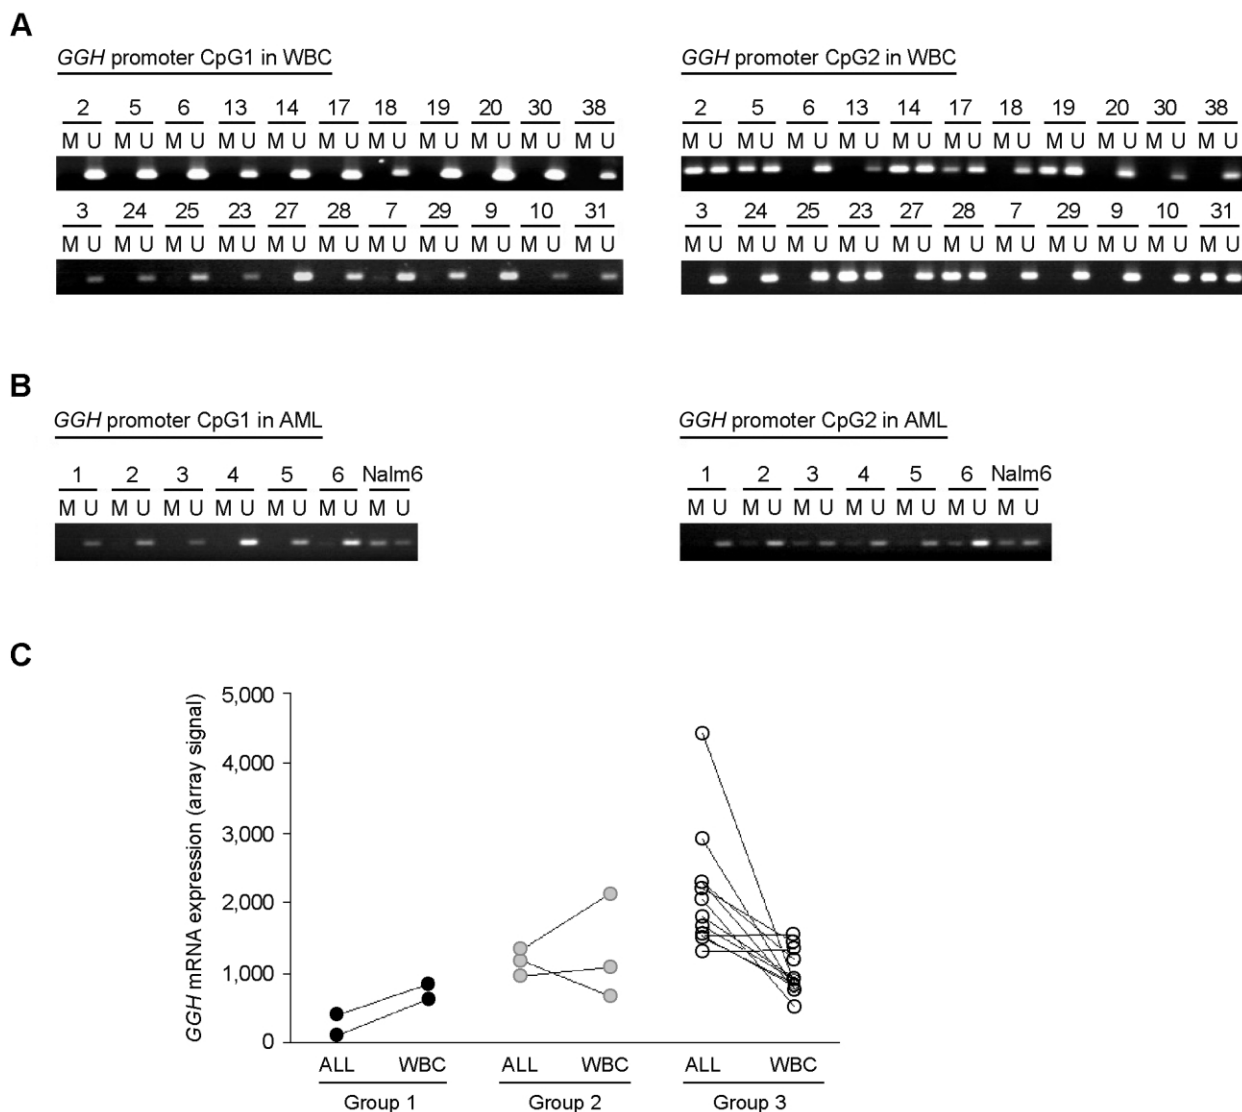 A
GGH promoter CpG1 in WBC
GGH promoter CpG2 in WBC
2 5 6 13 14 17 18 19 20 30 38
M U M U M U M U M U M U M U M U M U M U M U
3 24 25 23 27 28 7 29 9 10 31
M U M U M U M U M U M U M U M U M U M U M U
2 5 6 13 14 17 18 19 20 30 38
M U M U M U M U M U M U M U M U M U M U M U
3 24 25 23 27 28 7 29 9 10 31
M U M U M U M U M U M U M U M U M U M U M U
B
GGH promoter CpG1 in AML
GGH promoter CpG2 in AML
1 2 3 4 5 6 Nalm6
M U M U M U M U M U M U M U
1 2 3 4 5 6 Nalm6
M U M U M U M U M U M U M U
C
GGH mRNA expression (array signal)
5,000
4,000
3,000
2,000
1,000
0
ALL WBC ALL WBC ALL WBC
Group 1 Group 2 Group 3